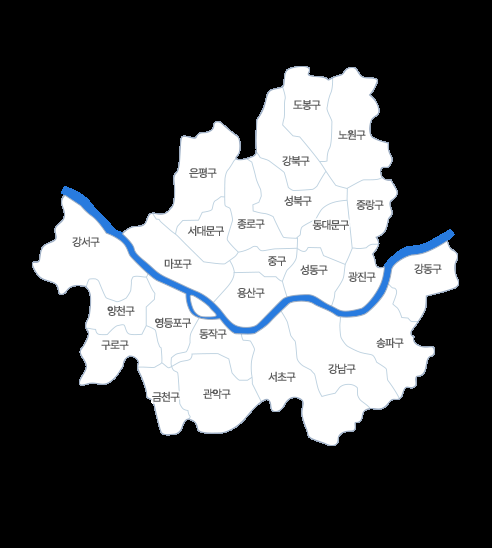 도봉구
노원구
강북구
은평구
성북구
중랑구
종로구
동대문구
서대문구
강서구
마포구
중구
성동구
강동구
광진구
용산구
양천구
영등포구
동작구
구로구
송파구
강남구
서초구
관악구
금천구